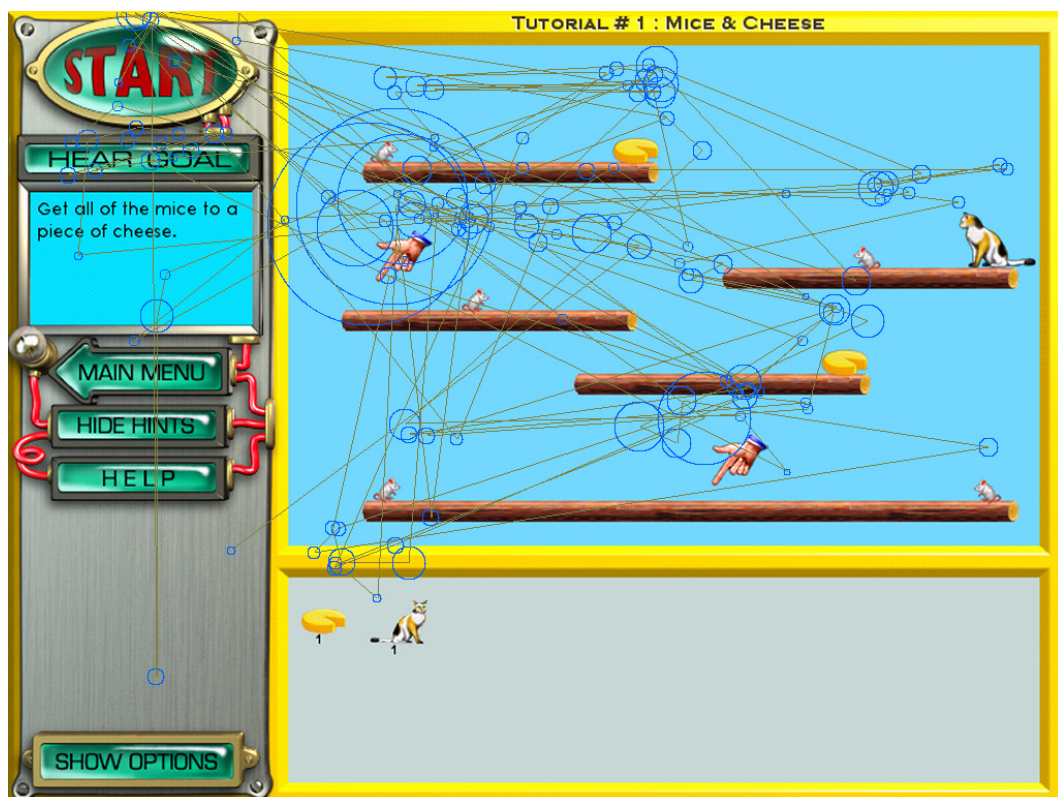 TUTORIAL # 1 : MICE & CHEESE
START
HEAR GOAL
Get all of the mice to a
piece of cheese.
MAIN MENU
HIDE HINTS
HELP
1
1
SHOW OPTIONS